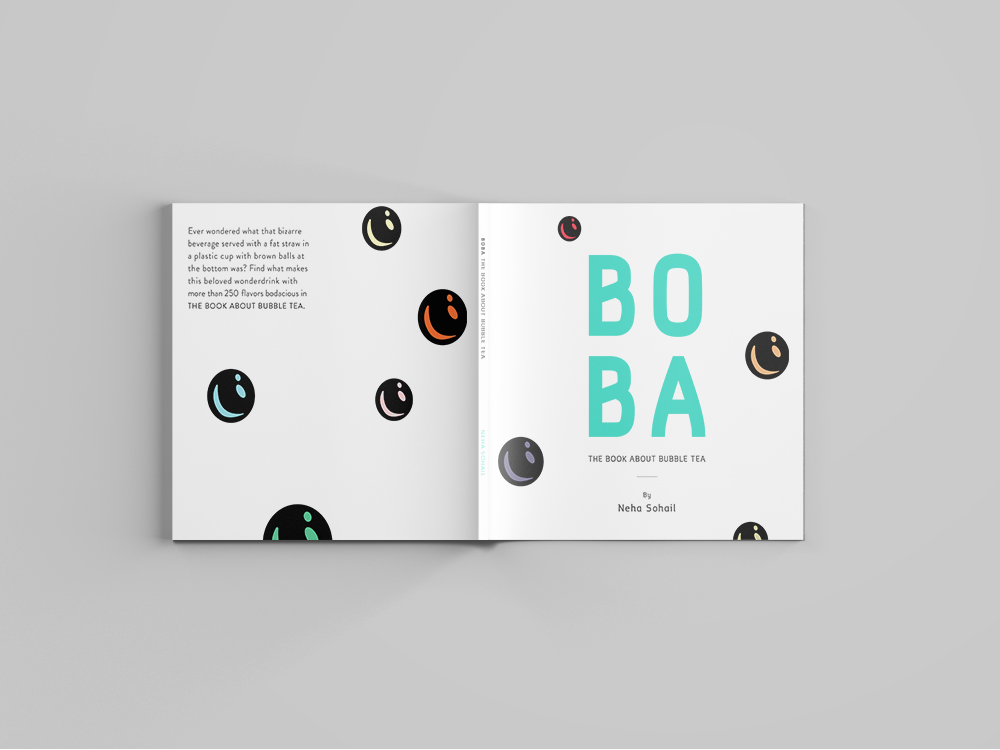 Ever wondered what that bizarre
beverage served with a fat straw in
a plastic cup with brown balls at
the bottom was? Find what makes
this beloved wonderdrink with
more than 250 flavors bodacious in
THE BOOK ABOUT BUBBLE TEA.
BOBA THE BOOK ABOUT BUBBLE TEA
NEHA SOHAIL
BO
BA
THE BOOK ABOUT BUBBLE TEA
By
Neha Sohail